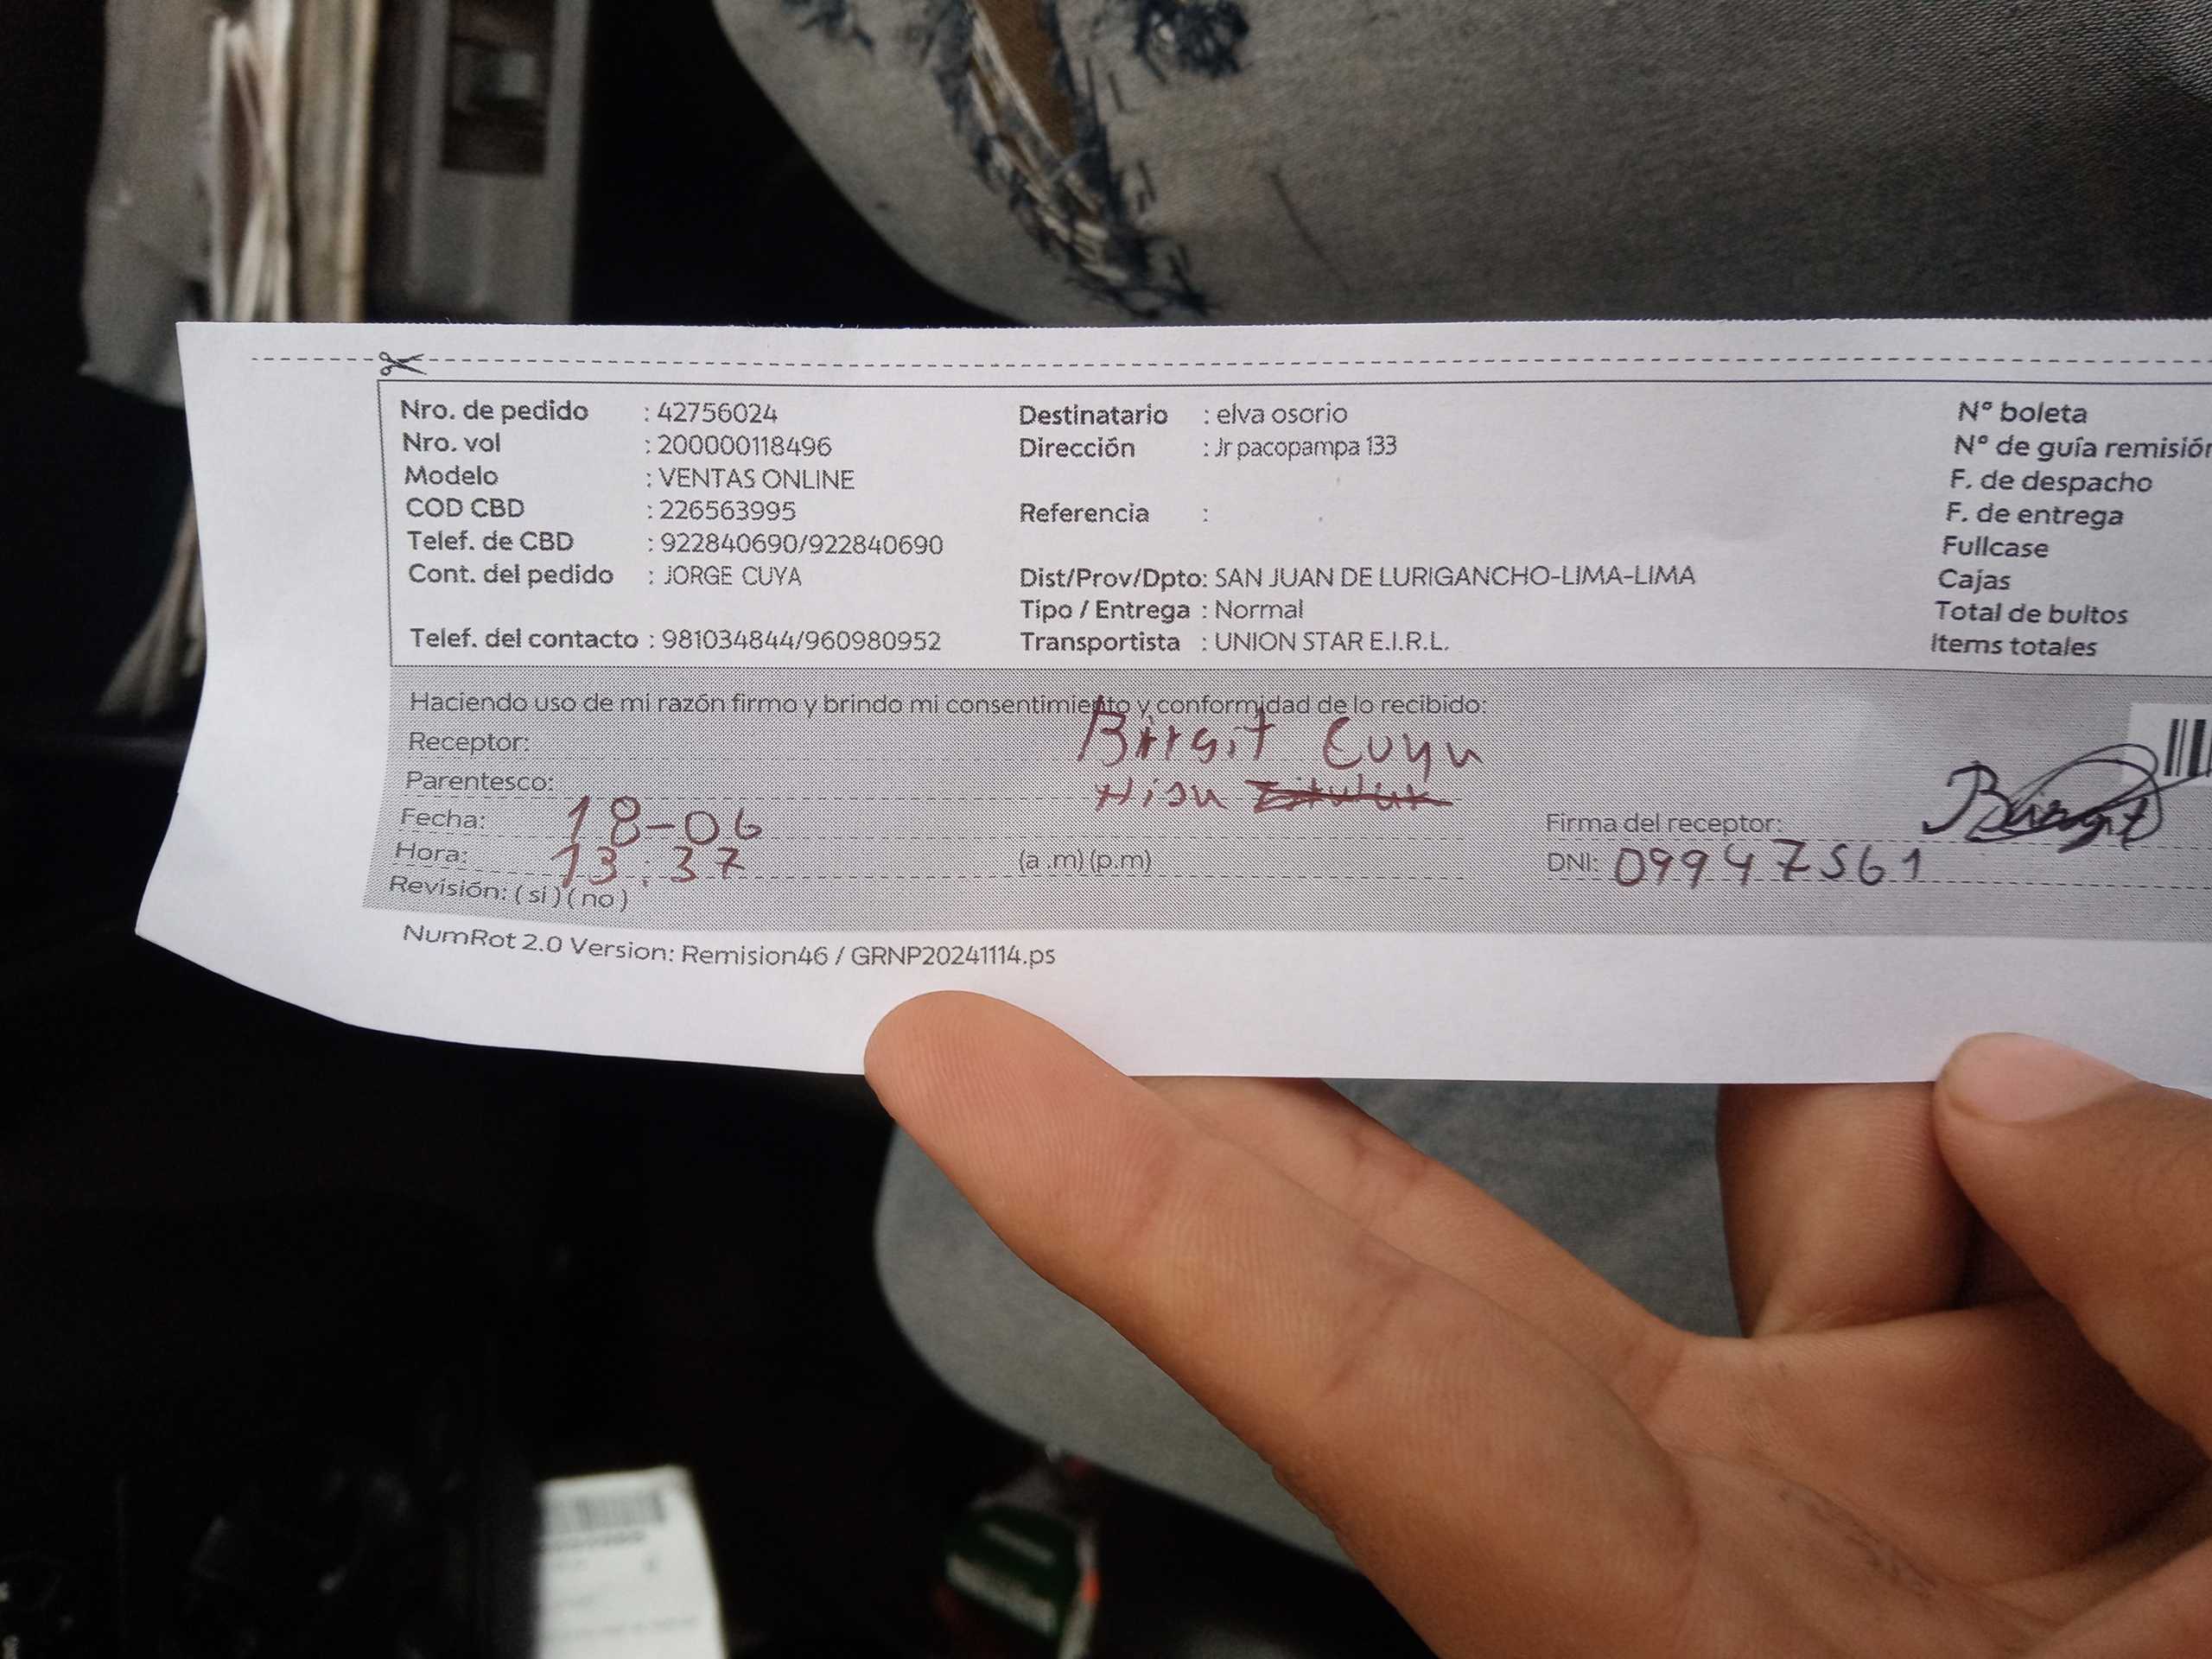 Nro. de pedido : 42756024
Nro. vol : 200000118496
Modelo : VENTAS ONLINE
COD CBD : 226563995
Telef. de CBD : 922840690/922840690
Cont. del pedido : JORGE CUYA
Telef. del contacto : 981034844/960980952
Destinatario : elva osorio
Dirección : Jr pacopampa 133
Referencia :
Dist/Prov/Dpto: SAN JUAN DE LURIGANCHO-LIMA-LIMA
Tipo / Entrega : Normal
Transportista : UNION STAR E.I.R.L.
N° boleta
N° de guía remisión
F. de despacho
F. de entrega
Fullcase
Cajas
Total de bultos
Items totales
Haciendo uso de mi razón firmo y brindo mi consentimiento y conformidad de lo recibido:
Receptor: Birgit Cuya
Parentesco:
Fecha: 18-06
Hora: 13:37 (a.m) (p.m)
Revisión: ( si ) ( no )
Firma del receptor:
DNI: 09947561
NumRot 2.0 Version: Remision46 / GRNP20241114.ps